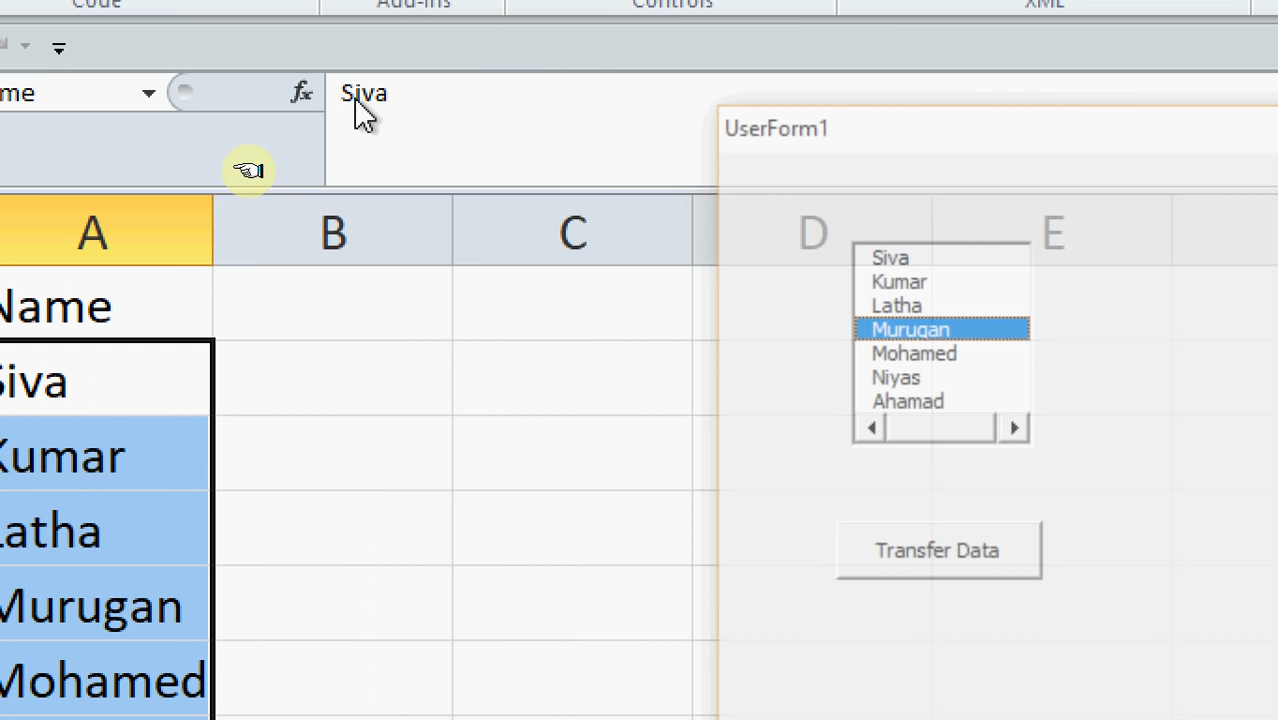 Code Add-Ins Controls XML
me fx Siva
UserForm1
A B C D E
Name
Siva
Kumar
Latha
Murugan
Mohamed
Siva
Kumar
Latha
Murugan
Mohamed
Niyas
Ahamad
Transfer Data